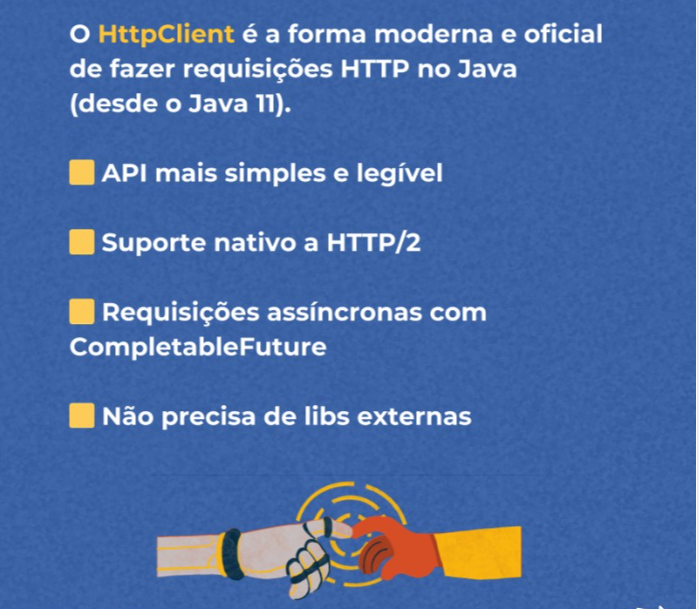 O HttpClient é a forma moderna e oficial
de fazer requisições HTTP no Java
(desde o Java 11).
API mais simples e legível
Suporte nativo a HTTP/2
Requisições assíncronas com
CompletableFuture
Não precisa de libs externas